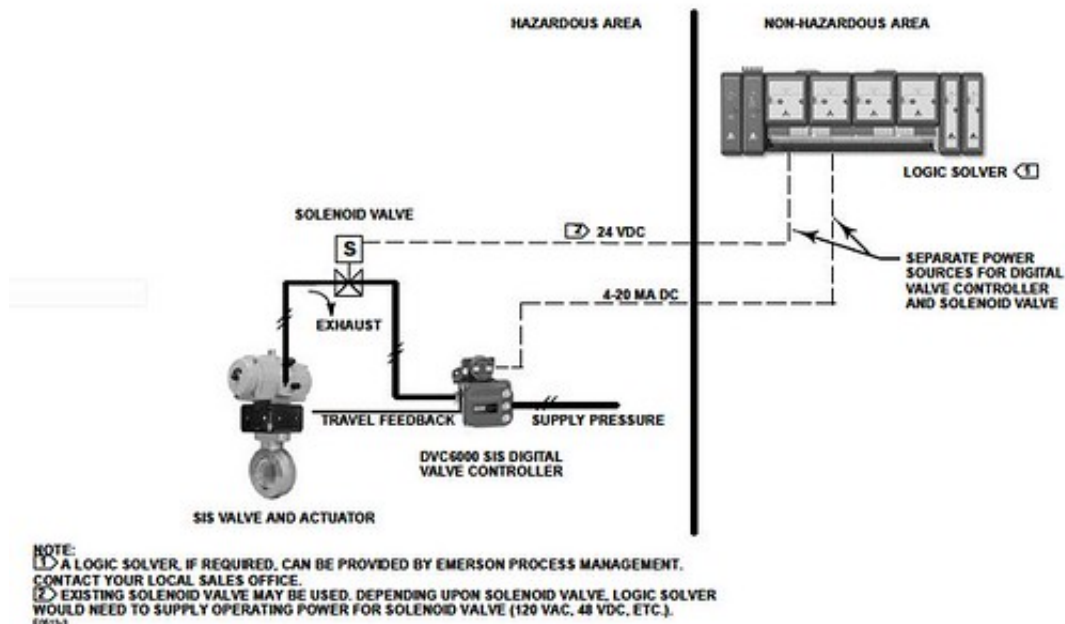 HAZARDOUS AREA
NON-HAZARDOUS AREA
LOGIC SOLVER 1
SOLENOID VALVE
S
2 24 VDC
SEPARATE POWER
SOURCES FOR DIGITAL
VALVE CONTROLLER
AND SOLENOID VALVE
4-20 MA DC
EXHAUST
TRAVEL FEEDBACK
SUPPLY PRESSURE
DVC6000 SIS DIGITAL
VALVE CONTROLLER
SIS VALVE AND ACTUATOR
NOTE:
1 A LOGIC SOLVER, IF REQUIRED, CAN BE PROVIDED BY EMERSON PROCESS MANAGEMENT.
CONTACT YOUR LOCAL SALES OFFICE.
2 EXISTING SOLENOID VALVE MAY BE USED. DEPENDING UPON SOLENOID VALVE, LOGIC SOLVER
WOULD NEED TO SUPPLY OPERATING POWER FOR SOLENOID VALVE (120 VAC, 48 VDC, ETC.).